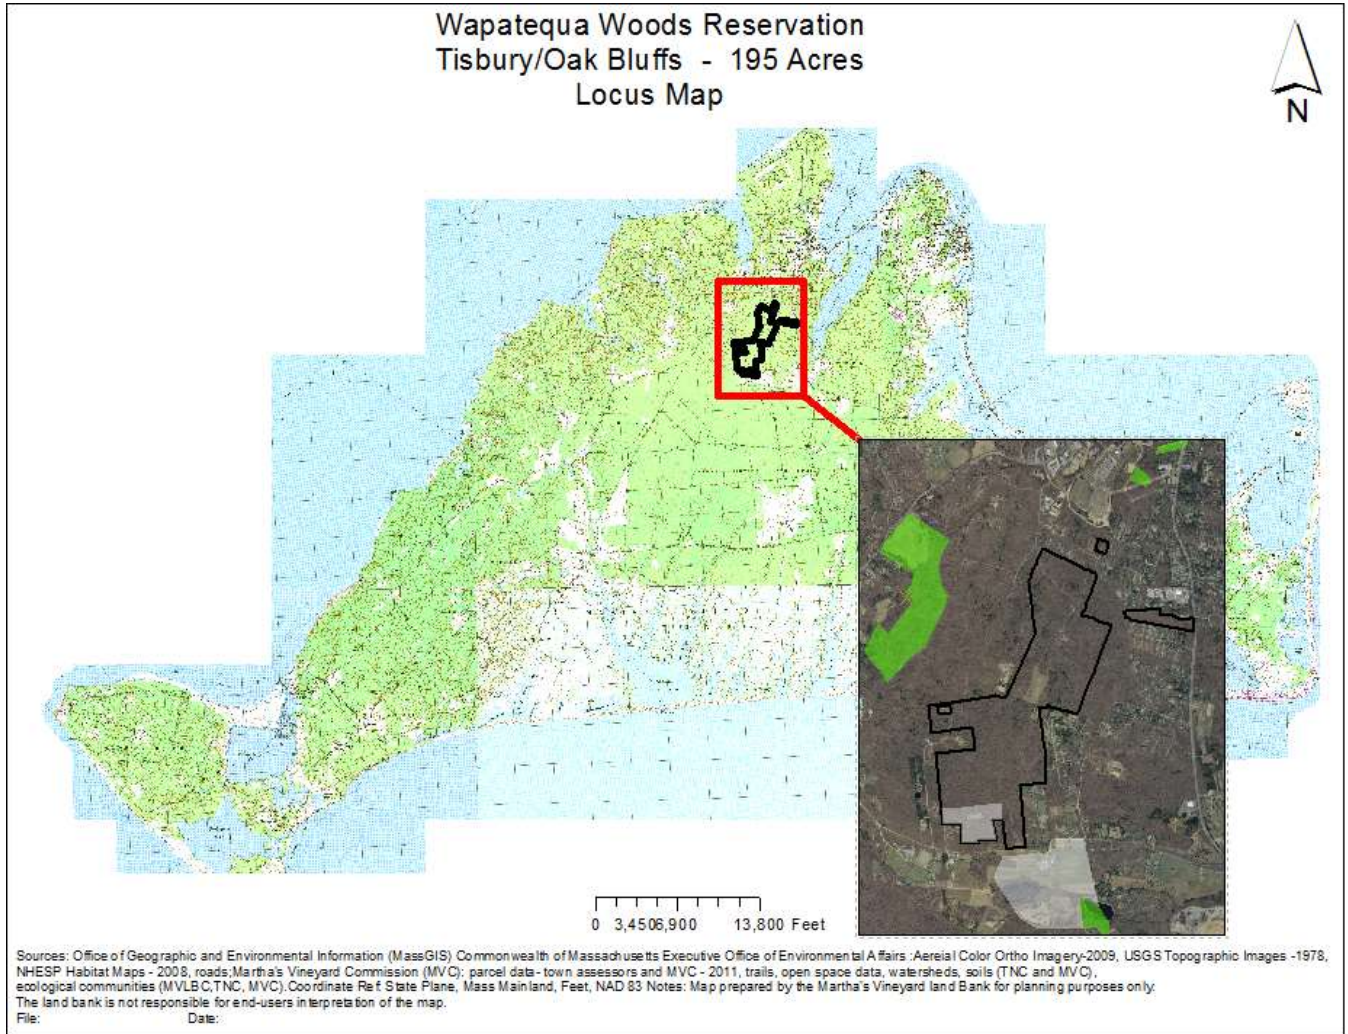 Wapatequa Woods Reservation
Tisbury/Oak Bluffs - 195 Acres
Locus Map
N
0 3,450 6,900 13,800 Feet
Sources: Office of Geographic and Environmental Information (MassGIS) Commonwealth of Massachusetts Executive Office of Environmental Affairs :Aereial Color Ortho Imagery-2009, USGS Topographic Images -1978,
NHESP Habitat Maps - 2008, roads;Martha's Vineyard Commission (MVC); parcel data- town assessors and MVC - 2011, trails, open space data, watersheds, soils (TNC and MVC),
ecological communities (MVLBC,TNC, MVC).Coordinate Ref. State Plane, Mass Mainland, Feet, NAD 83 Notes: Map prepared by the Martha's Vineyard land Bank for planning purposes only.
The land bank is not responsible for end-users interpretation of the map.
File: Date: